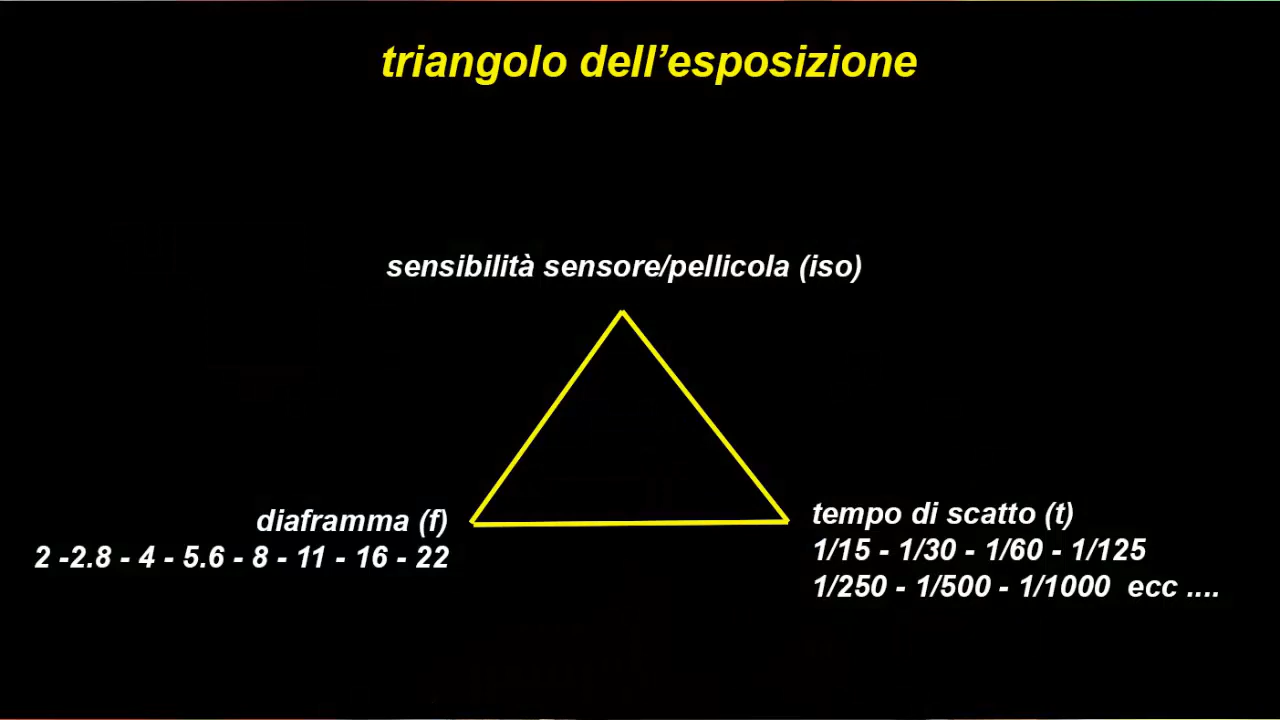 triangolo dell’esposizione
sensibilità sensore/pellicola (iso)
diaframma (f)
2 -2.8 - 4 - 5.6 - 8 - 11 - 16 - 22
tempo di scatto (t)
1/15 - 1/30 - 1/60 - 1/125
1/250 - 1/500 - 1/1000 ecc ....